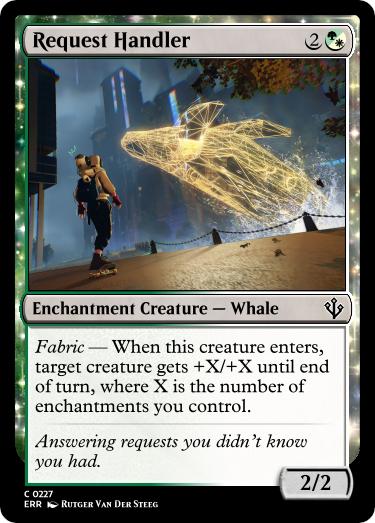 Request Handler 2
Enchantment Creature — Whale
Fabric — When this creature enters,
target creature gets +X/+X until end
of turn, where X is the number of
enchantments you control.
Answering requests you didn't know
you had.
2/2
C 0227
ERR Rutger Van Der Steeg